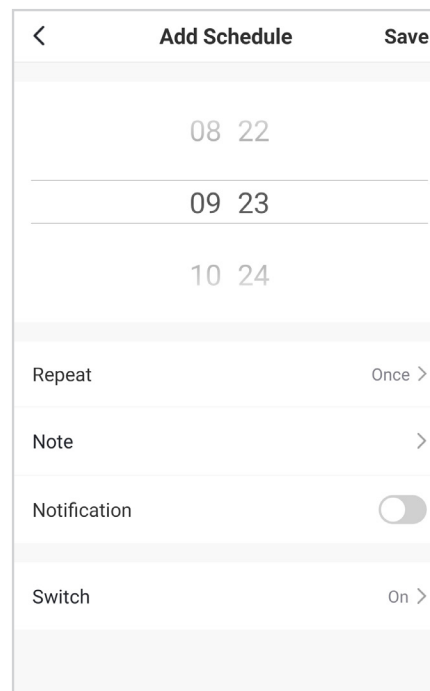 Add Schedule Save
08 22
09 23
10 24
Repeat Once
Note
Notification
Switch On